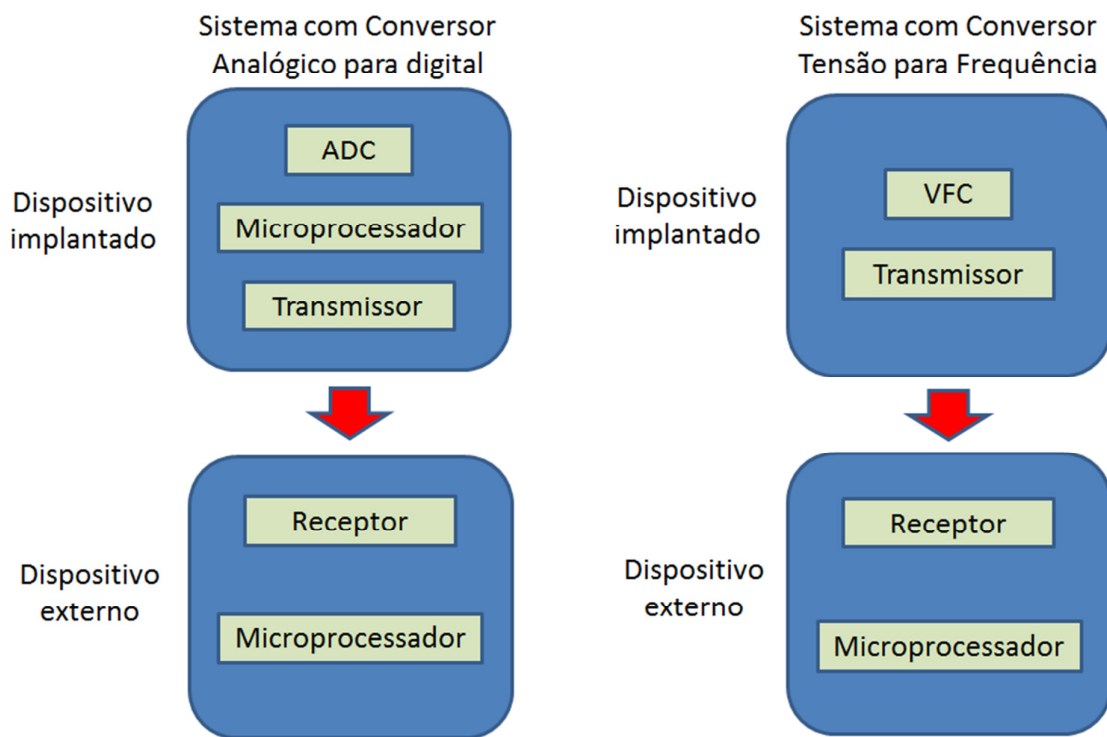 Sistema com Conversor
Analógico para digital
Dispositivo
implantado
ADC
Microprocessador
Transmissor
Dispositivo
externo
Receptor
Microprocessador
Sistema com Conversor
Tensão para Frequência
Dispositivo
implantado
VFC
Transmissor
Dispositivo
externo
Receptor
Microprocessador